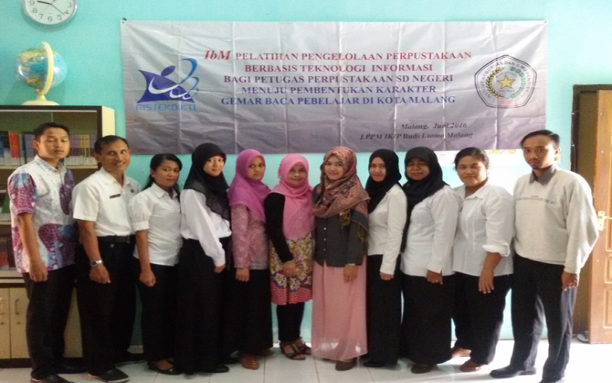 IbM PELATIHAN PENGELOLAAN PERPUSTAKAAN
BERBASIS TEKNOLOGI INFORMASI
BAGI PETUGAS PERPUSTAKAAN SD NEGERI
MENUJU PEMBENTUKAN KARAKTER
GEMAR BACA PEBELAJAR DI KOTA MALANG
RISTEKDIKTI
Malang, Juni 2016
LPPM IKIP Budi Utomo Malang